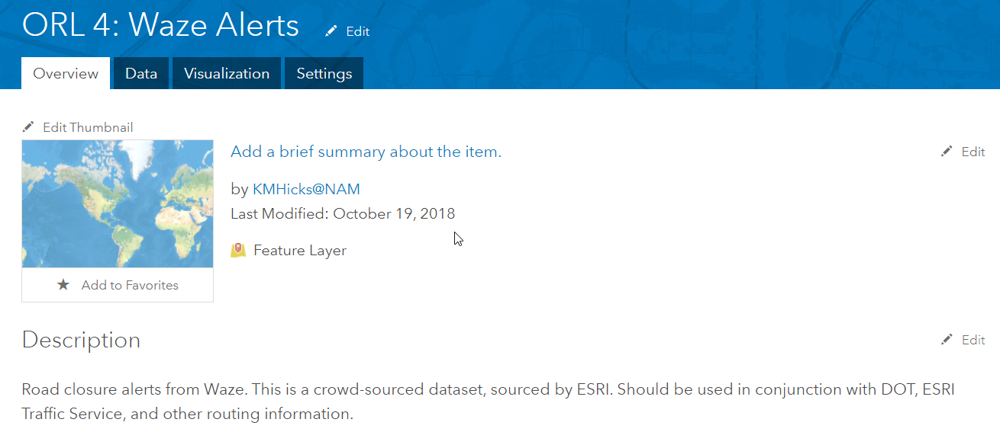 ORL 4: Waze Alerts Edit
Overview Data Visualization Settings
Edit Thumbnail
Add a brief summary about the item. Edit
by KMHicks@NAM
Last Modified: October 19, 2018
Feature Layer
Add to Favorites
Description Edit
Road closure alerts from Waze. This is a crowd-sourced dataset, sourced by ESRI. Should be used in conjunction with DOT, ESRI
Traffic Service, and other routing information.